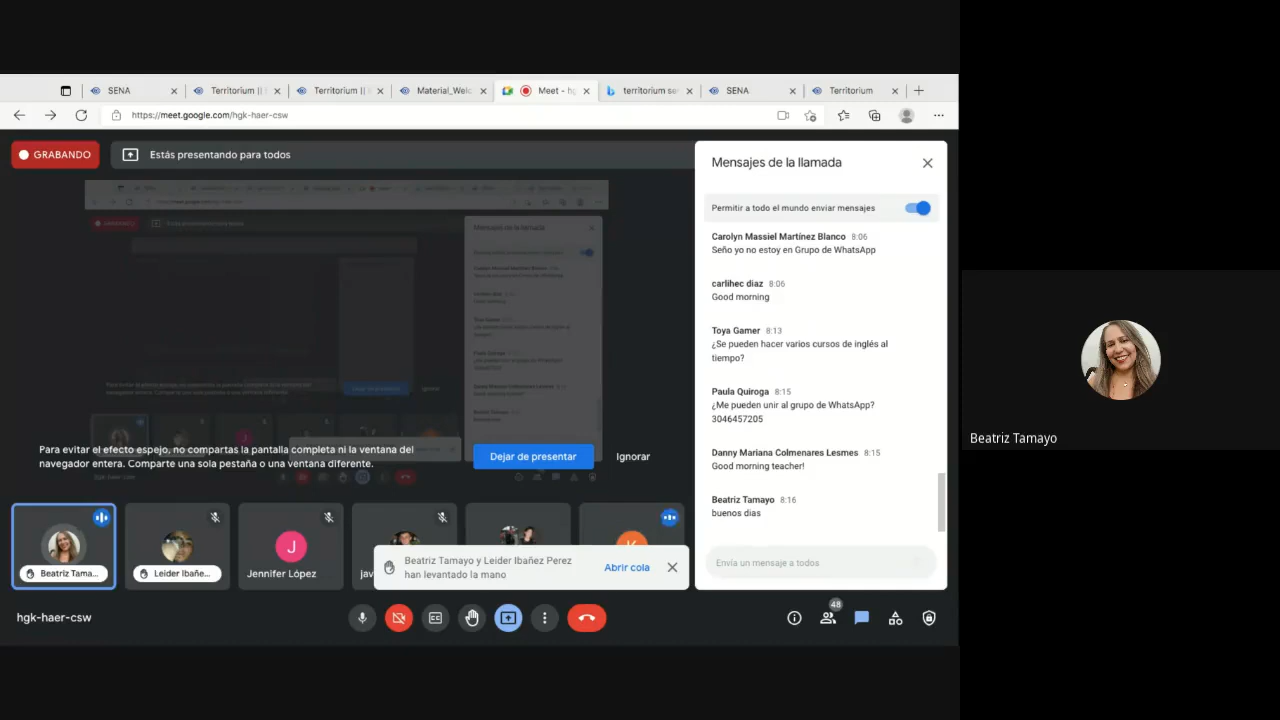 SENA
Territorium ||
Territorium ||
Material_Welc
Meet - hg
territorium se
SENA
Territorium
https://meet.google.com/hgk-haer-csw
GRABANDO
Estás presentando para todos
Mensajes de la llamada
Permitir a todo el mundo enviar mensajes
Carolyn Massiel Martínez Blanco 8:06
Seño yo no estoy en Grupo de WhatsApp
carlihec diaz 8:06
Good morning
Toya Gamer 8:13
¿Se pueden hacer varios cursos de inglés al
tiempo?
Paula Quiroga 8:15
¿Me pueden unir al grupo de WhatsApp?
3046457205
Danny Mariana Colmenares Lesmes 8:15
Good morning teacher!
Beatriz Tamayo 8:16
buenos dias
Envía un mensaje a todos
Para evitar el efecto espejo, no compartas la pantalla completa ni la ventana del
navegador entera. Comparte una sola pestaña o una ventana diferente.
Dejar de presentar
Ignorar
Beatriz Tama...
Leider Ibañe...
J
Jennifer López
jav
K
Beatriz Tamayo y Leider Ibañez Perez
han levantado la mano
Abrir cola
hgk-haer-csw
48
Beatriz Tamayo